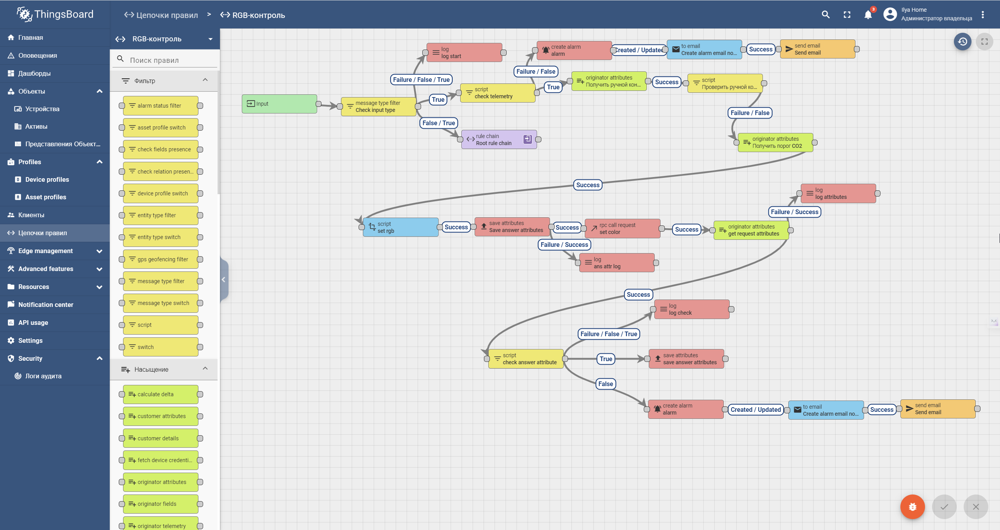 ThingsBoard
Цепочки правил > RGB-контроль
3
Ilya Home
Администратор владельца
Главная
Оповещения
Дашборды
Объекты
Устройства
Активы
Представления Объект...
Profiles
Device profiles
Asset profiles
Клиенты
Цепочки правил
Edge management
Advanced features
Resources
Notification center
API usage
Settings
Security
Логи аудита
RGB-контроль
Поиск правил
Фильтр
alarm status filter
asset profile switch
check fields presence
check relation presen...
device profile switch
entity type filter
entity type switch
gps geofencing filter
message type filter
message type switch
script
switch
Насыщение
calculate delta
customer attributes
customer details
fetch device credenti...
originator attributes
originator fields
originator telemetry
Input
message type filter
Check input type
Failure / False / True
log
log start
True
script
check telemetry
False / True
rule chain
Root rule chain
Failure / False
create alarm
alarm
Created / Updated
to email
Create alarm email no...
Success
send email
Send email
True
originator attributes
Получить ручной кон...
Success
script
Проверить ручной ко...
Failure / False
originator attributes
Получить порог CO2
Success
script
set rgb
Success
save attributes
Save answer attributes
Success
rpc call request
set color
Failure / Success
log
ans attr log
Success
originator attributes
get request attributes
Failure / Success
log
log attributes
Success
script
check answer attribute
Failure / False / True
log
log check
True
save attributes
save answer attributes
False
create alarm
alarm
Created / Updated
to email
Create alarm email no...
Success
send email
Send email